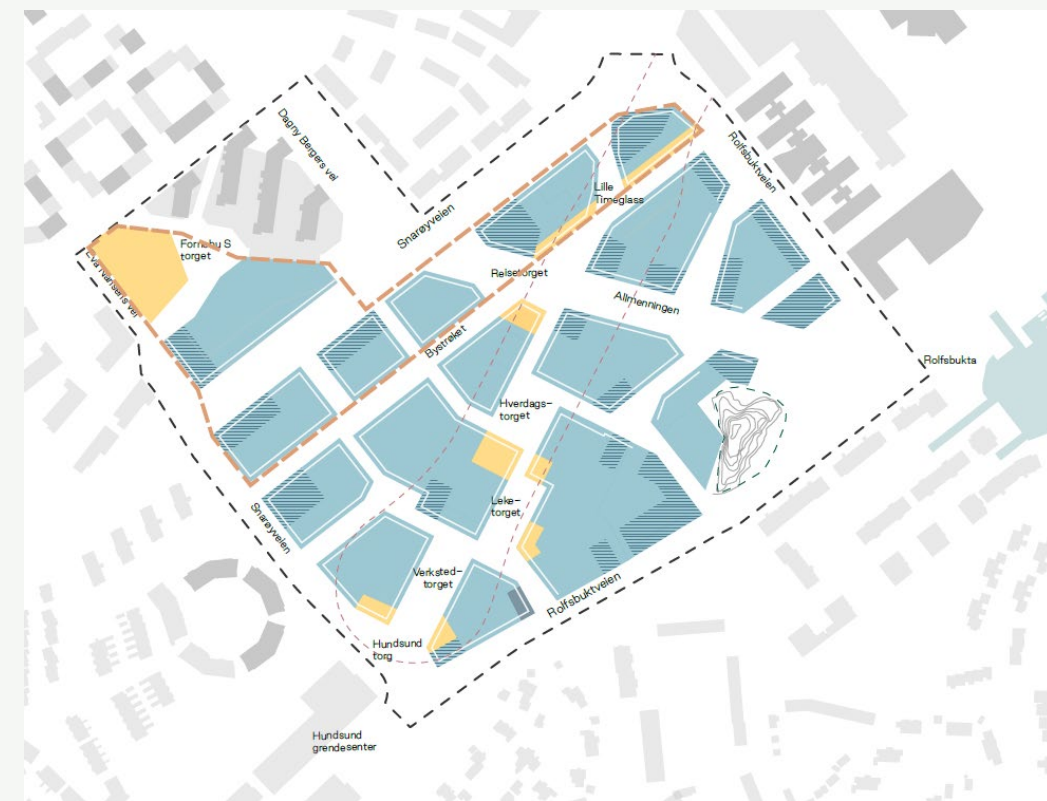 Dagny Bergers vei
Snarøyveien
Rolfsbuktveien
Lille
Timeglass
Fornebu S
torget
Eva Nansens vei
Reisetorget
Allmenningen
Bystrøket
Rolfsbukta
Hverdags-
torget
Leke-
torget
Snarøyveien
Verksted-
torget
Rolfsbuktveien
Hundsund
torg
Hundsund
grendesenter